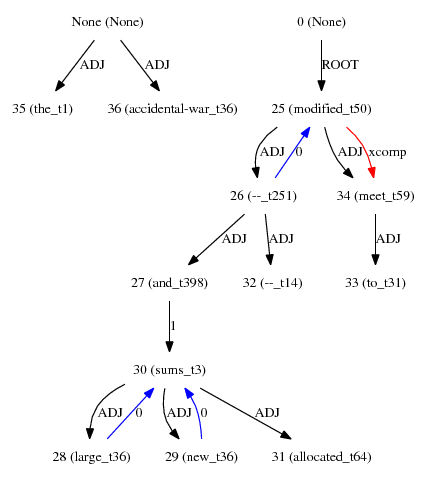 None (None) 0 (None)
ADJ ADJ ROOT
35 (the_t1) 36 (accidental-war_t36) 25 (modified_t50)
ADJ 0 ADJ xcomp
26 (--_t251) 34 (meet_t59)
ADJ ADJ ADJ
27 (and_t398) 32 (--_t14) 33 (to_t31)
1
30 (sums_t3)
ADJ 0 ADJ 0 ADJ
28 (large_t36) 29 (new_t36) 31 (allocated_t64)